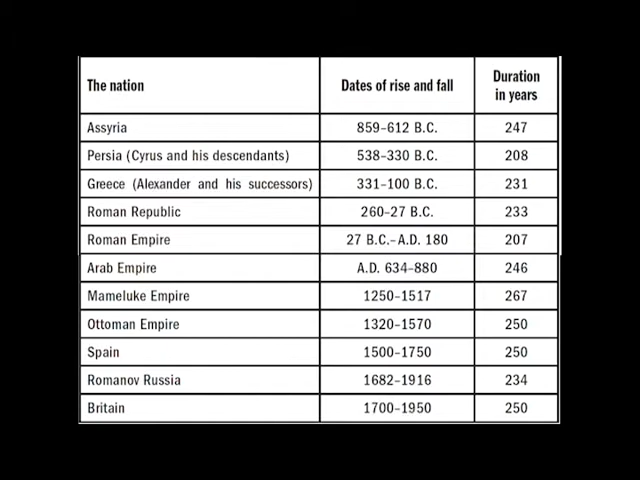 The nation Dates of rise and fall Duration in years
Assyria 859–612 B.C. 247
Persia (Cyrus and his descendants) 538–330 B.C. 208
Greece (Alexander and his successors) 331–100 B.C. 231
Roman Republic 260–27 B.C. 233
Roman Empire 27 B.C.–A.D. 180 207
Arab Empire A.D. 634–880 246
Mameluke Empire 1250–1517 267
Ottoman Empire 1320–1570 250
Spain 1500–1750 250
Romanov Russia 1682–1916 234
Britain 1700–1950 250